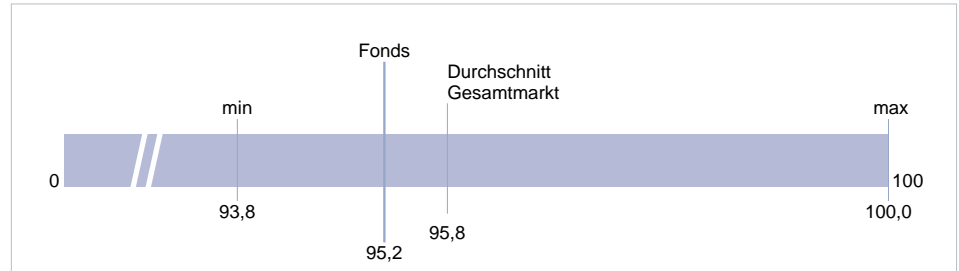 Fonds
Durchschnitt
Gesamtmarkt
min
max
0
100
93,8
100,0
95,8
95,2